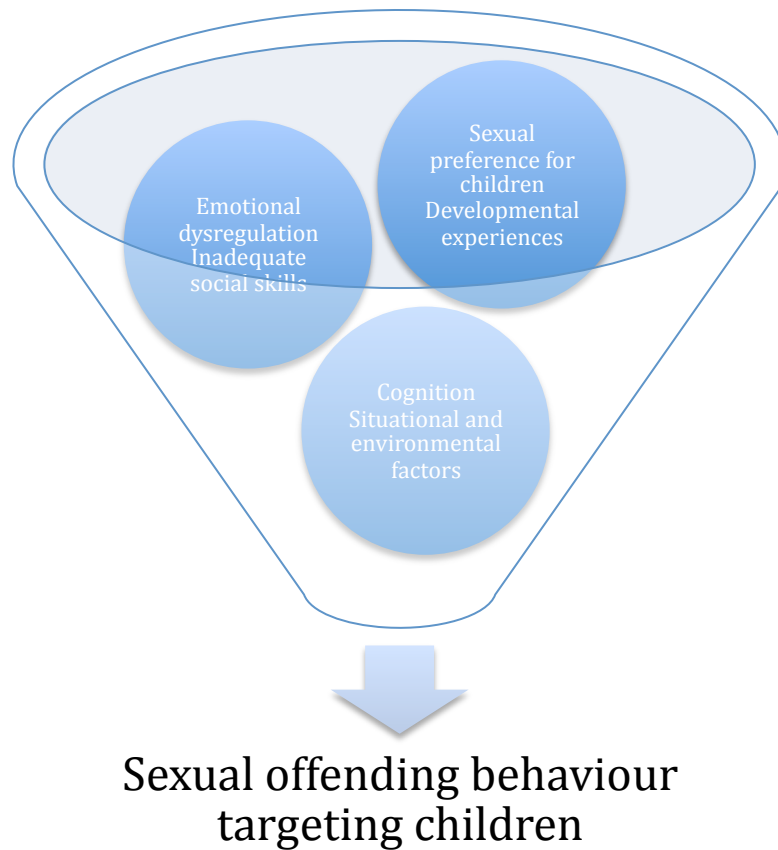 Sexual
preference for
children
Developmental
experiences
Emotional
dysregulation
Inadequate
social skills
Cognition
Situational and
environmental
factors
Sexual offending behaviour
targeting children